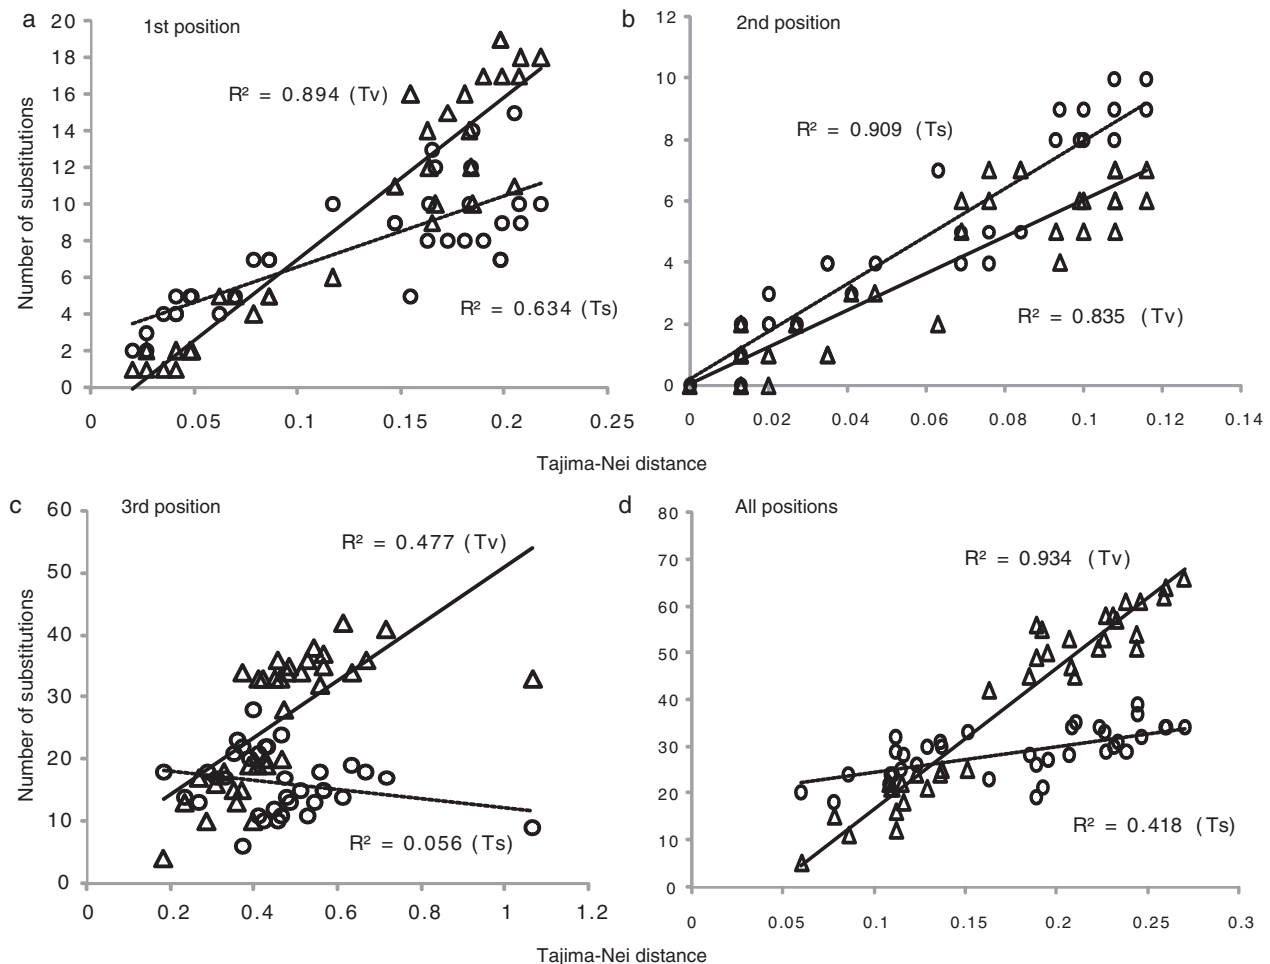 a
1st position
Number of substitutions
20
18
16
14
12
10
8
6
4
2
0
R² = 0.894 (Tv)
R² = 0.634 (Ts)
0 0.05 0.1 0.15 0.2 0.25
b
2nd position
12
10
8
6
4
2
0
R² = 0.909 (Ts)
R² = 0.835 (Tv)
0 0.02 0.04 0.06 0.08 0.1 0.12 0.14
Tajima-Nei distance
c
3rd position
Number of substitutions
60
50
40
30
20
10
0
R² = 0.477 (Tv)
R² = 0.056 (Ts)
0 0.2 0.4 0.6 0.8 1 1.2
d
All positions
80
70
60
50
40
30
20
10
0
R² = 0.934 (Tv)
R² = 0.418 (Ts)
0 0.05 0.1 0.15 0.2 0.25 0.3
Tajima-Nei distance